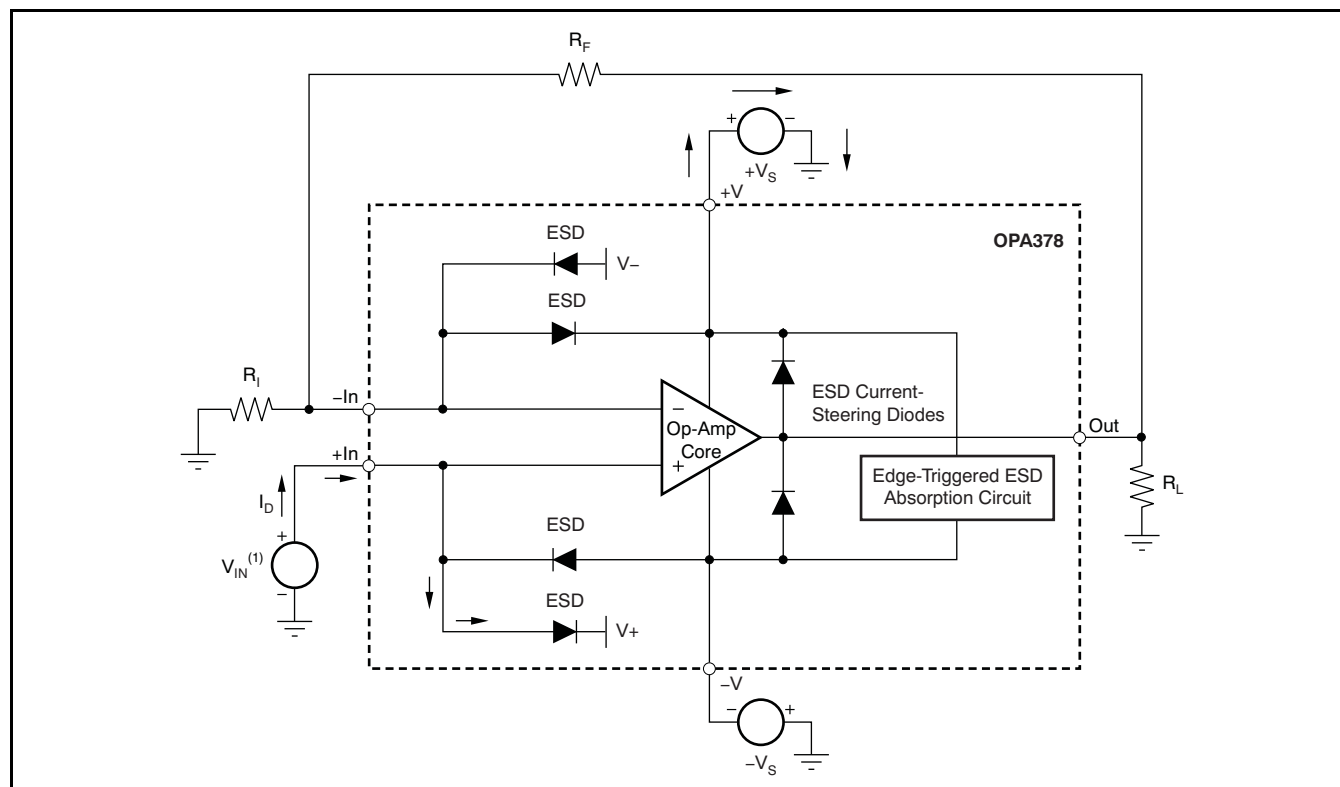 R_F
+ −
+V_S
+V
OPA378
ESD
V−
ESD
R_I
−In
−
ESD Current-
Steering Diodes
Op-Amp
Core
Out
+In
+
Edge-Triggered ESD
Absorption Circuit
R_L
I_D
+
V_IN^(1)
−
ESD
ESD
V+
−V
− +
−V_S